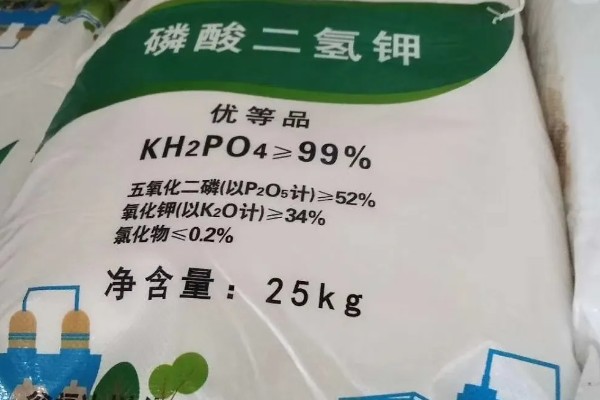 磷酸二氢钾
优等品
KH2PO4≥99%
五氧化二磷(以P₂O₅计)≥52%
氧化钾(以K₂O计)≥34%
氯化物≤0.2%
净含量：25kg